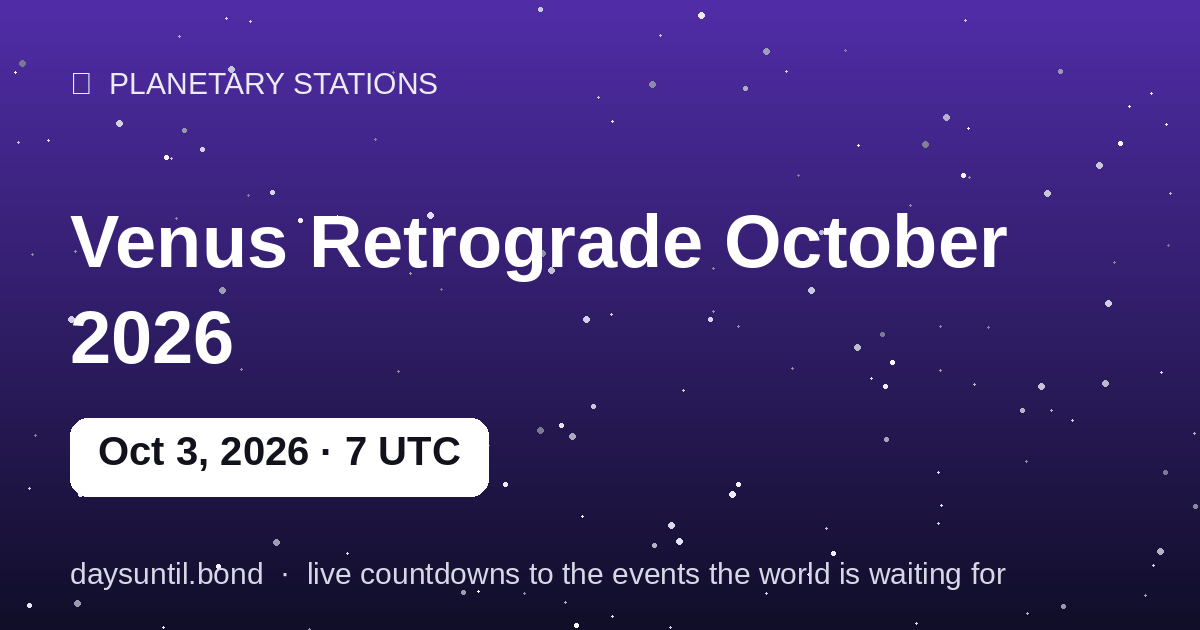 PLANETARY STATIONS
Venus Retrograde October
2026
Oct 3, 2026 · 7 UTC
daysuntil.bond · live countdowns to the events the world is waiting for